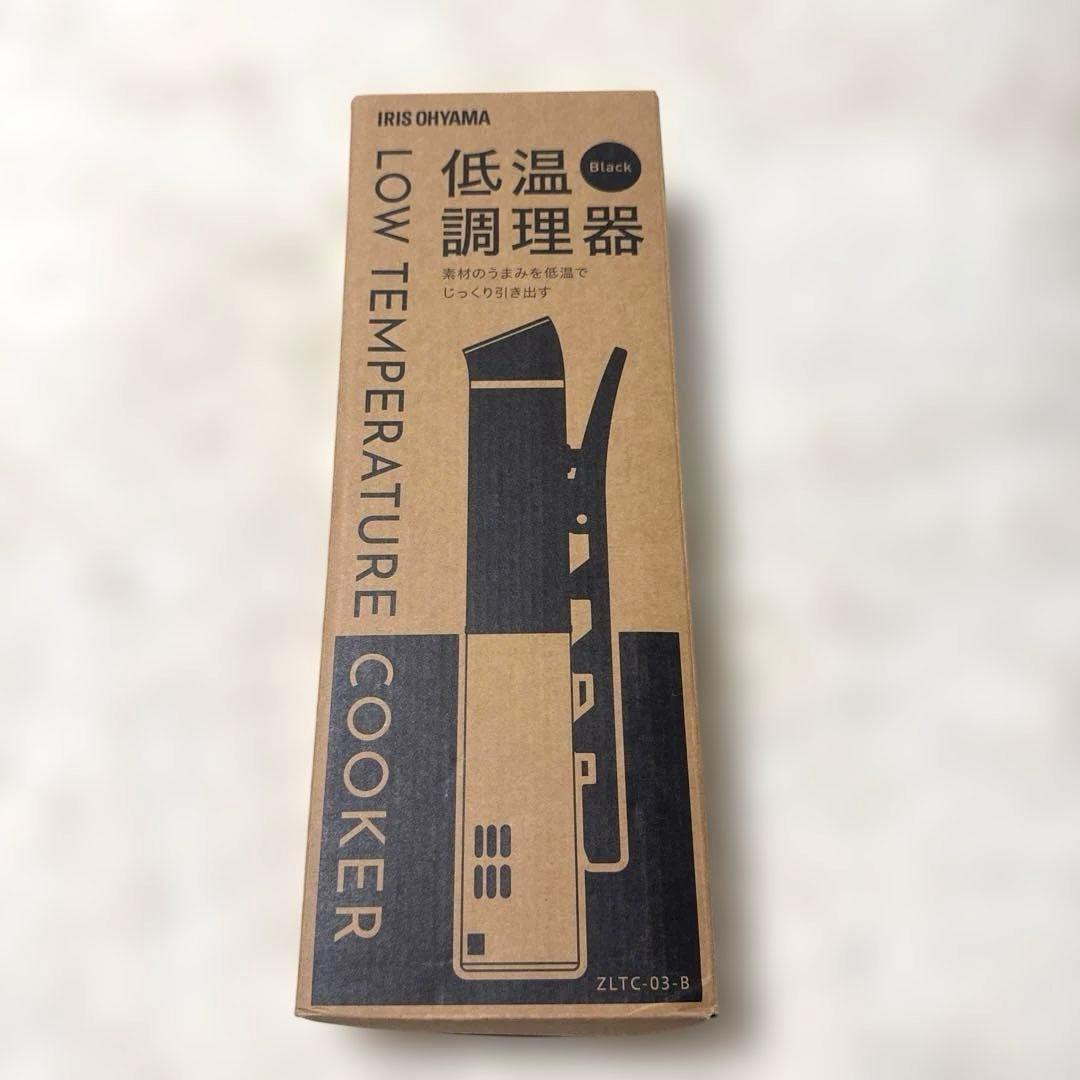 IRIS OHYAMA
低温
調理器
Black
素材のうまみを低温で
じっくり引き出す
LOW TEMPERATURE COOKER
ZLTC-03-B